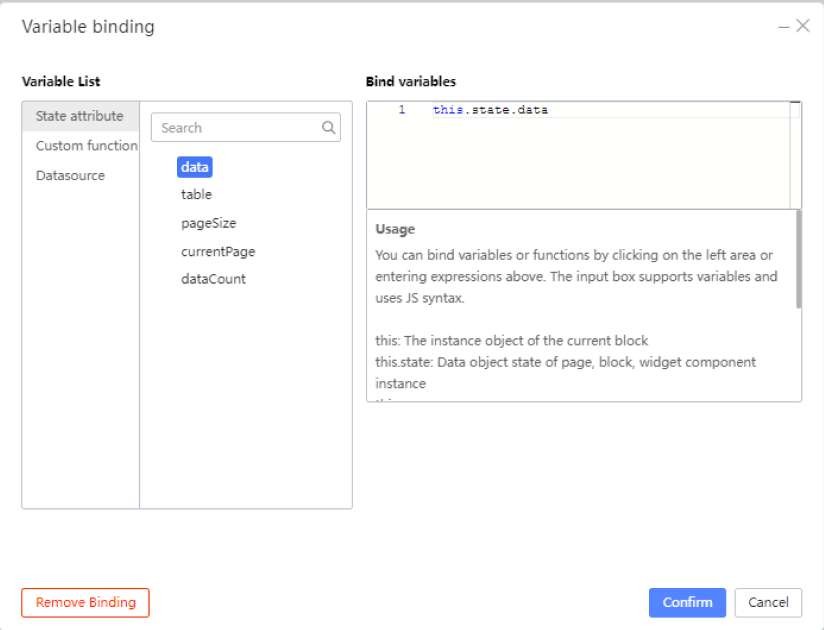 Variable binding
Variable List
State attribute
Custom function
Datasource
Search
data
table
pageSize
currentPage
dataCount
Bind variables
1 this.state.data
Usage
You can bind variables or functions by clicking on the left area or
entering expressions above. The input box supports variables and
uses JS syntax.
this: The instance object of the current block
this.state: Data object state of page, block, widget component
instance
Remove Binding
Confirm
Cancel